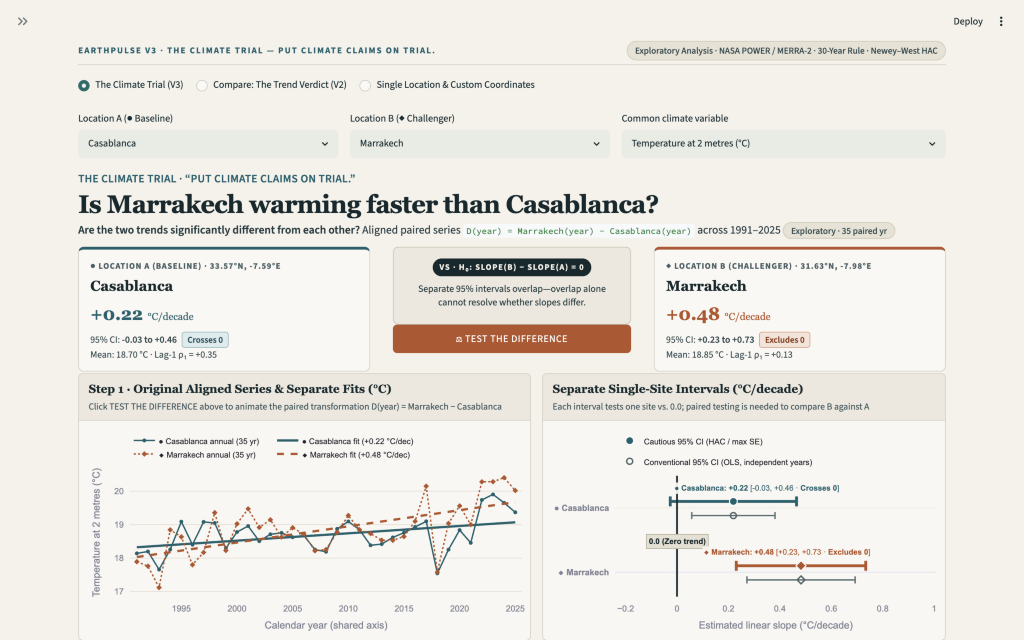 Deploy
EARTHPULSE V3 · THE CLIMATE TRIAL — PUT CLIMATE CLAIMS ON TRIAL.
Exploratory Analysis · NASA POWER / MERRA-2 · 30-Year Rule · Newey–West HAC
The Climate Trial (V3)
Compare: The Trend Verdict (V2)
Single Location & Custom Coordinates
Location A (● Baseline)
Location B (◆ Challenger)
Common climate variable
Casablanca
Marrakech
Temperature at 2 metres (°C)
THE CLIMATE TRIAL · “PUT CLIMATE CLAIMS ON TRIAL.”
Is Marrakech warming faster than Casablanca?
Are the two trends significantly different from each other? Aligned paired series D(year) = Marrakech(year) − Casablanca(year) across 1991–2025 Exploratory · 35 paired yr
● LOCATION A (BASELINE) · 33.57°N, -7.59°E
Casablanca
+0.22 °C/decade
95% CI: -0.03 to +0.46 Crosses 0
Mean: 18.70 °C · Lag-1 ρ₁ = +0.35
VS · H₀: SLOPE(B) − SLOPE(A) = 0
Separate 95% intervals overlap—overlap alone
cannot resolve whether slopes differ.
⚖ TEST THE DIFFERENCE
◆ LOCATION B (CHALLENGER) · 31.63°N, -7.98°E
Marrakech
+0.48 °C/decade
95% CI: +0.23 to +0.73 Excludes 0
Mean: 18.85 °C · Lag-1 ρ₁ = +0.13
Step 1 · Original Aligned Series & Separate Fits (°C)
Click TEST THE DIFFERENCE above to animate the paired transformation D(year) = Marrakech − Casablanca
● Casablanca annual (35 yr)
● Casablanca fit (+0.22 °C/dec)
◆ Marrakech annual (35 yr)
◆ Marrakech fit (+0.48 °C/dec)
Temperature at 2 metres (°C)
20
19
18
17
1995
2000
2005
2010
2015
2020
2025
Calendar year (shared axis)
Separate Single-Site Intervals (°C/decade)
Each interval tests one site vs. 0.0; paired testing is needed to compare B against A
Cautious 95% CI (HAC / max SE)
Conventional 95% CI (OLS, independent years)
● Casablanca: +0.22 [-0.03, +0.46 · Crosses 0]
● Casablanca
0.0 (Zero trend)
◆ Marrakech: +0.48 [+0.23, +0.73 · Excludes 0]
◆ Marrakech
−0.2
0
0.2
0.4
0.6
0.8
1
Estimated linear slope (°C/decade)